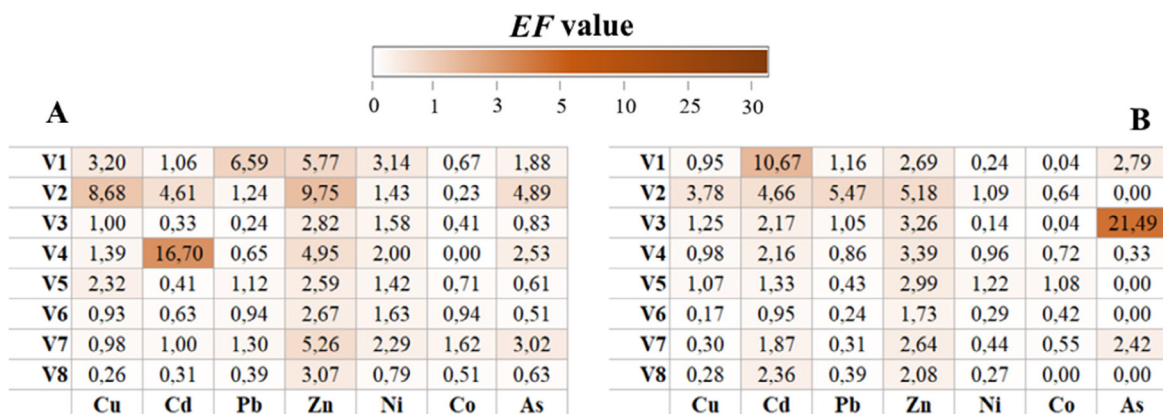 EF value
0 1 3 5 10 25 30
A B
V1 3,20 1,06 6,59 5,77 3,14 0,67 1,88
V2 8,68 4,61 1,24 9,75 1,43 0,23 4,89
V3 1,00 0,33 0,24 2,82 1,58 0,41 0,83
V4 1,39 16,70 0,65 4,95 2,00 0,00 2,53
V5 2,32 0,41 1,12 2,59 1,42 0,71 0,61
V6 0,93 0,63 0,94 2,67 1,63 0,94 0,51
V7 0,98 1,00 1,30 5,26 2,29 1,62 3,02
V8 0,26 0,31 0,39 3,07 0,79 0,51 0,63
Cu Cd Pb Zn Ni Co As
V1 0,95 10,67 1,16 2,69 0,24 0,04 2,79
V2 3,78 4,66 5,47 5,18 1,09 0,64 0,00
V3 1,25 2,17 1,05 3,26 0,14 0,04 21,49
V4 0,98 2,16 0,86 3,39 0,96 0,72 0,33
V5 1,07 1,33 0,43 2,99 1,22 1,08 0,00
V6 0,17 0,95 0,24 1,73 0,29 0,42 0,00
V7 0,30 1,87 0,31 2,64 0,44 0,55 2,42
V8 0,28 2,36 0,39 2,08 0,27 0,00 0,00
Cu Cd Pb Zn Ni Co As